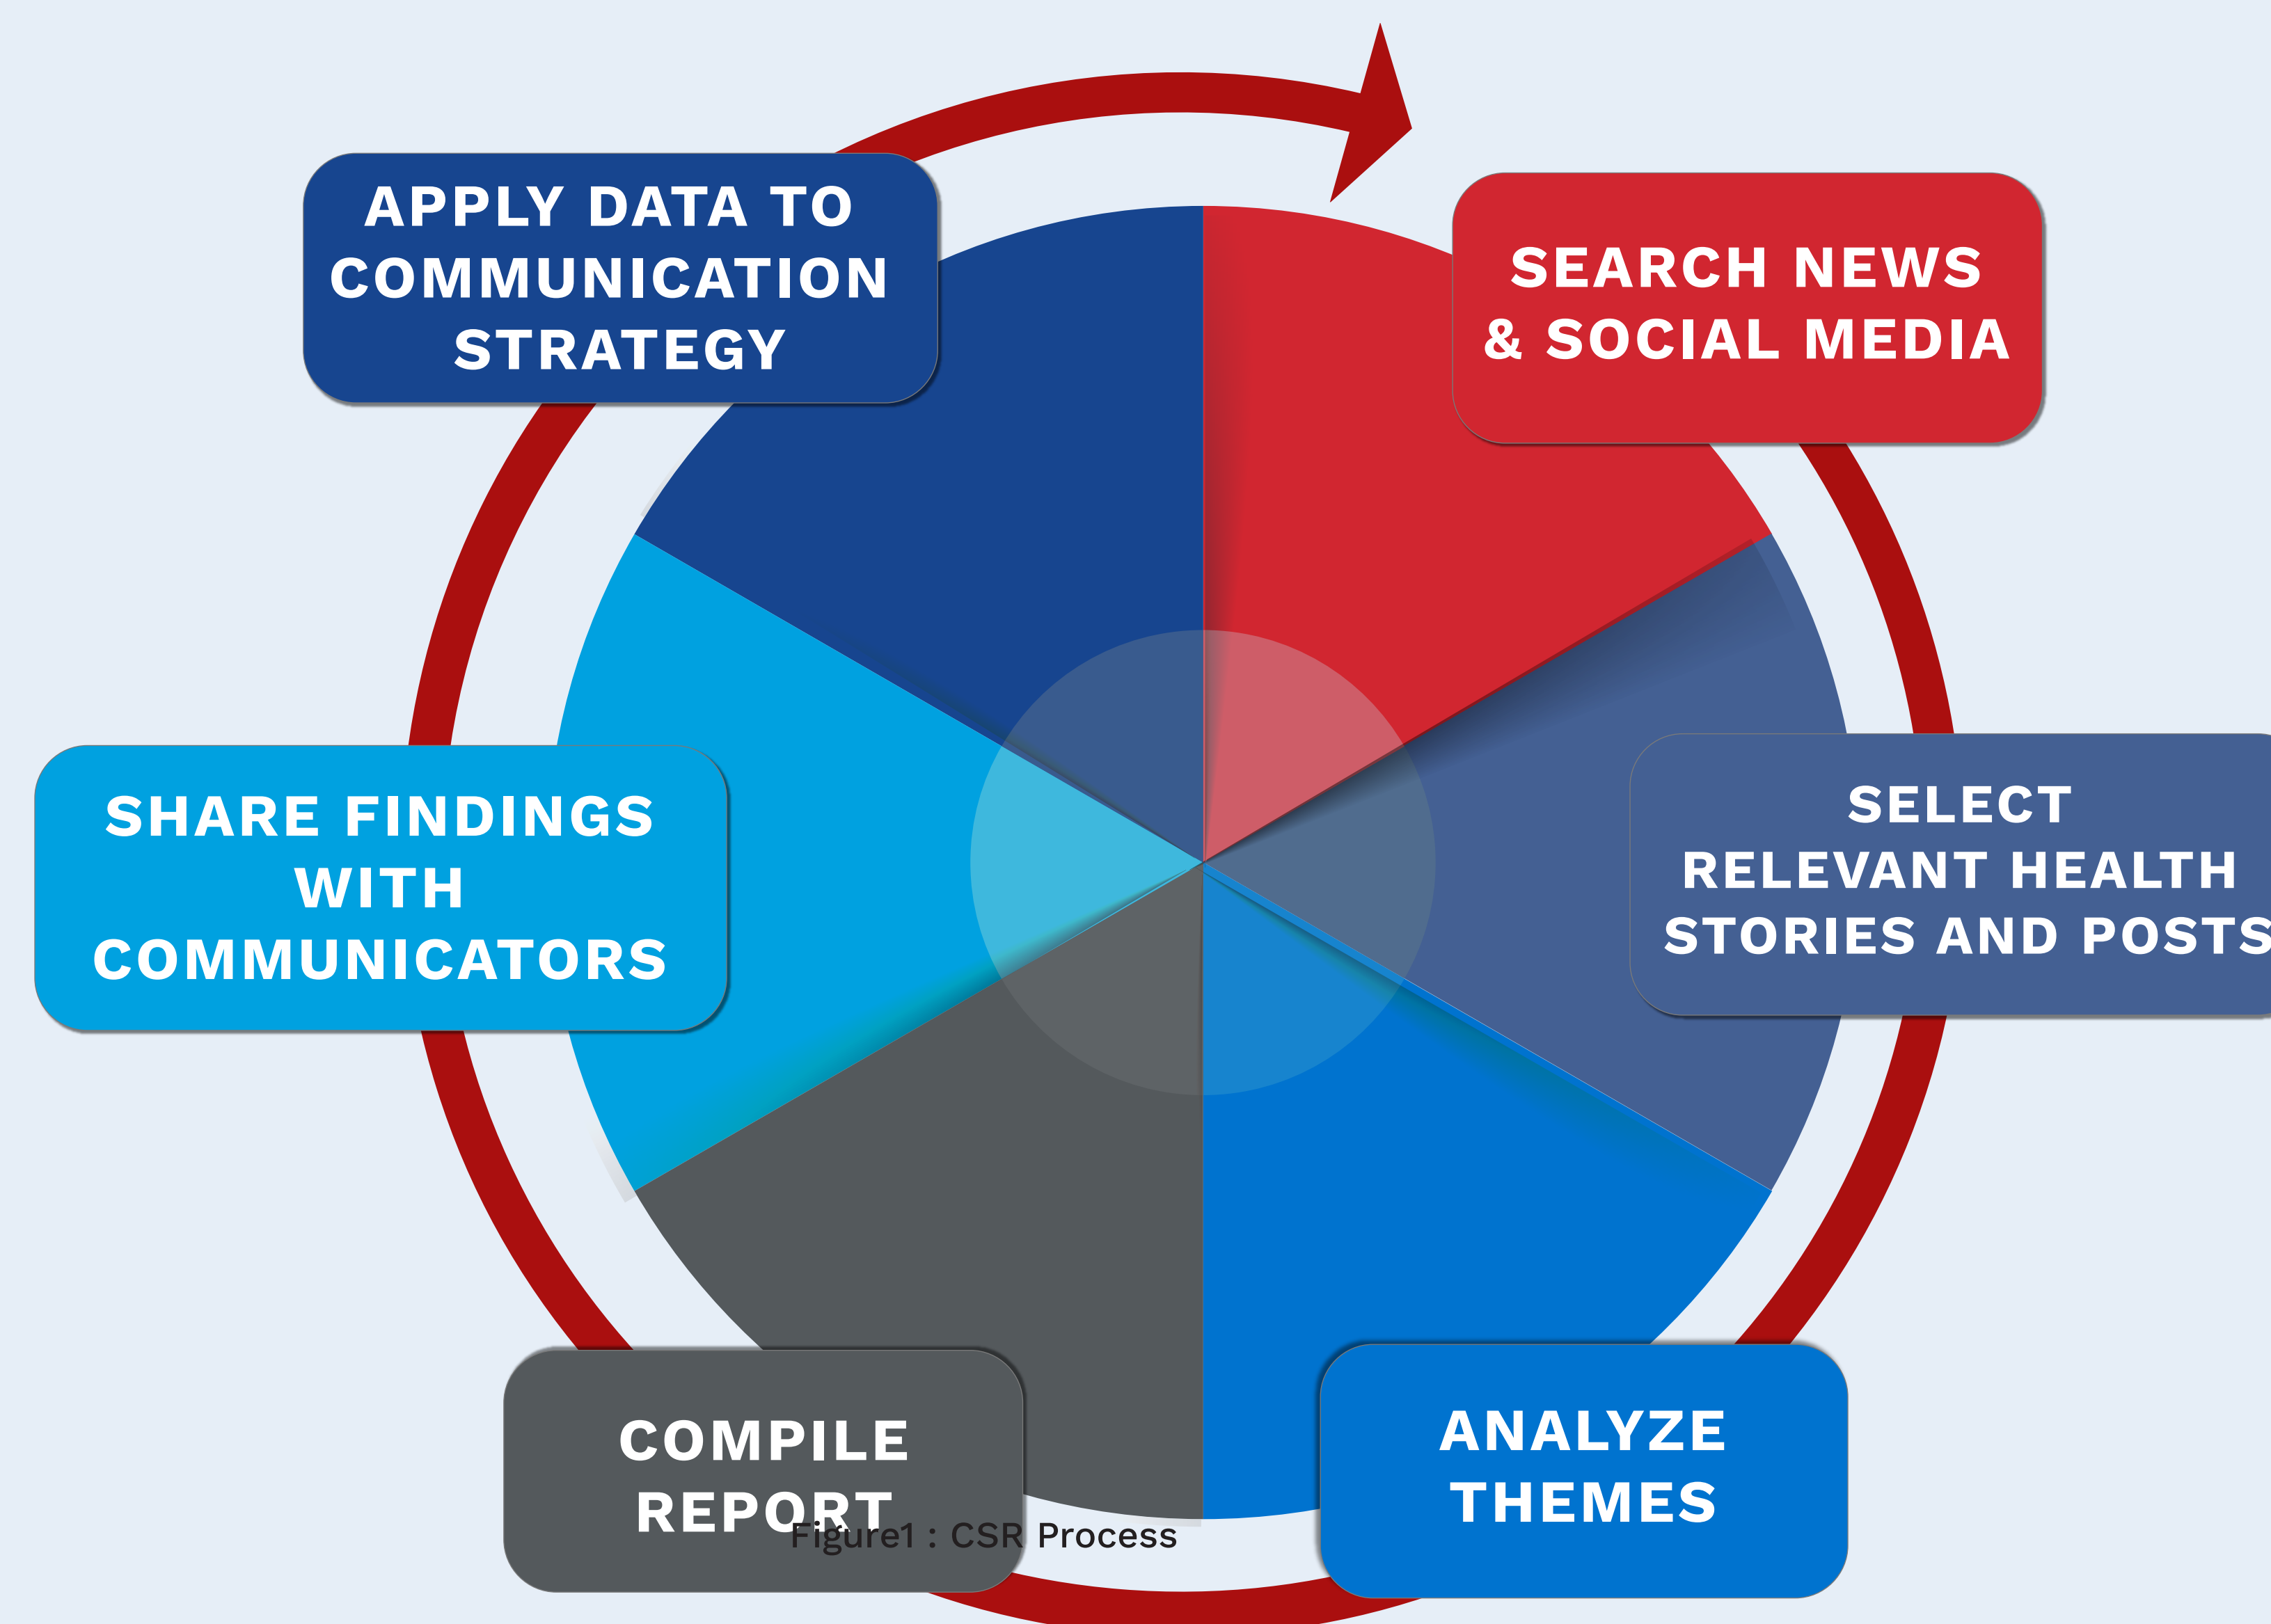 APPLY DATA TO
COMMUNICATION
STRATEGY
SEARCH NEWS
& SOCIAL MEDIA
SHARE FINDINGS
WITH
COMMUNICATORS
SELECT
RELEVANT HEALTH
STORIES AND POSTS
COMPILE
REPORT
ANALYZE
THEMES
Figure1 : CSR Process